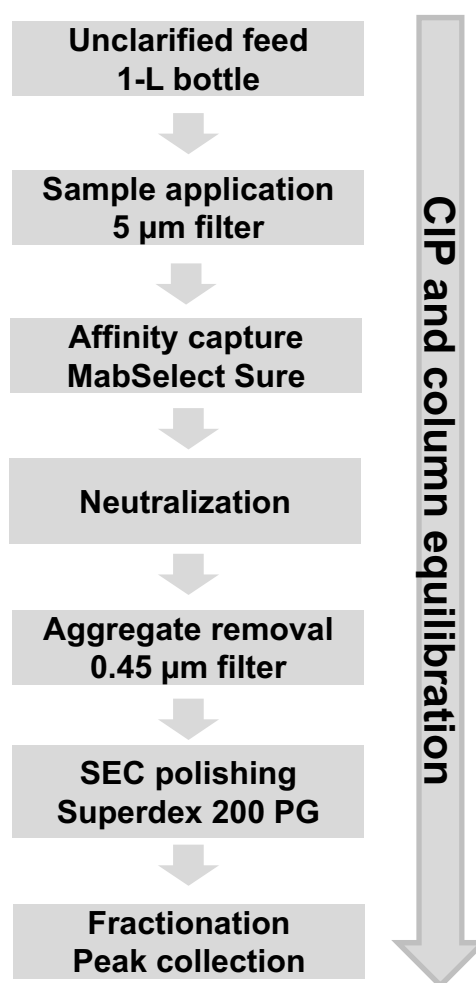 Unclarified feed
1-L bottle
Sample application
5 µm filter
Affinity capture
MabSelect Sure
Neutralization
Aggregate removal
0.45 µm filter
SEC polishing
Superdex 200 PG
Fractionation
Peak collection
CIP and column equilibration